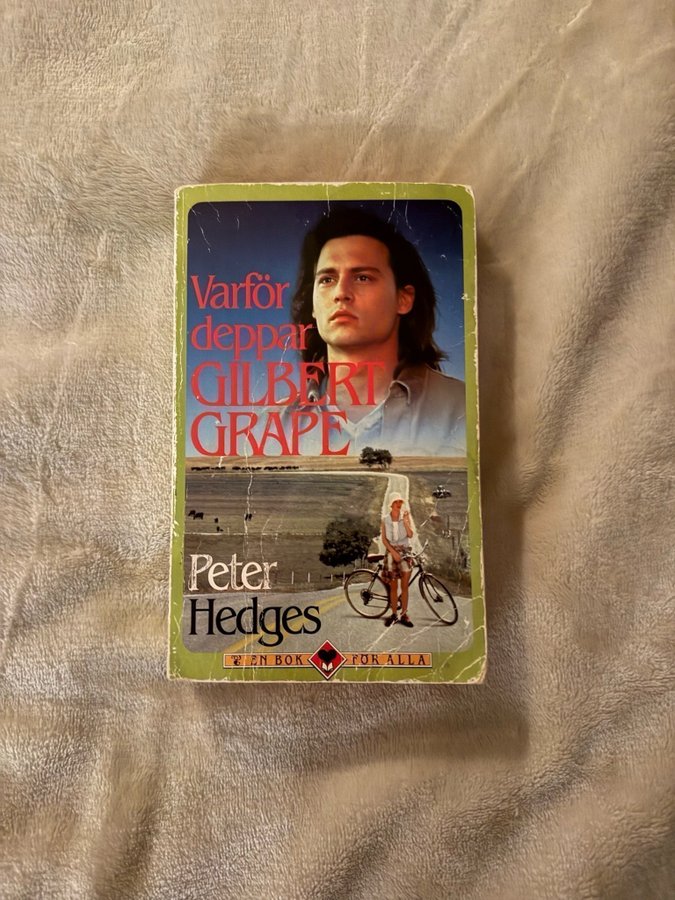 Varför
deppar
GILBERT
GRAPE
Peter
Hedges
EN BOK FÖR ALLA